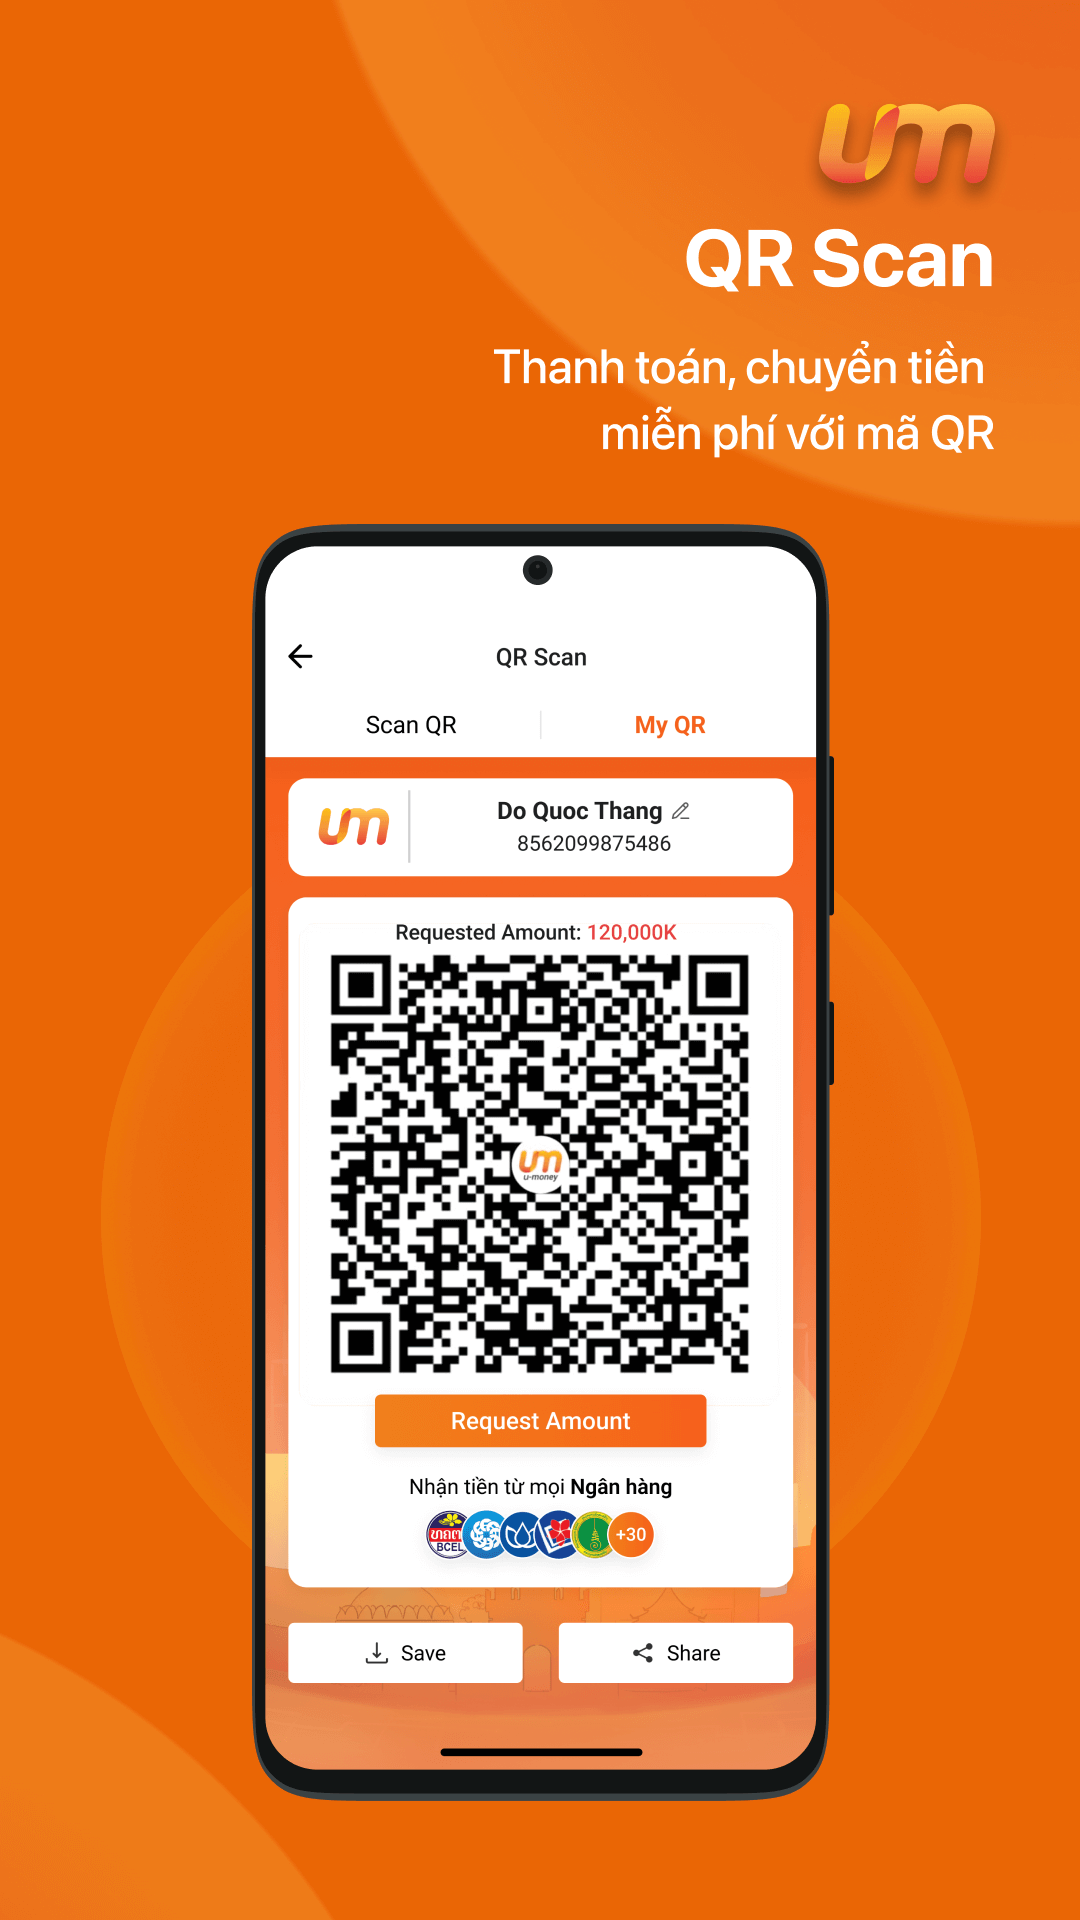 um
QR Scan
Thanh toán, chuyển tiền
miễn phí với mã QR
QR Scan
Scan QR
My QR
um
Do Quoc Thang
8562099875486
Requested Amount: 120,000K
um
u-money
Request Amount
Nhận tiền từ mọi Ngân hàng
BCEL
+30
Save
Share